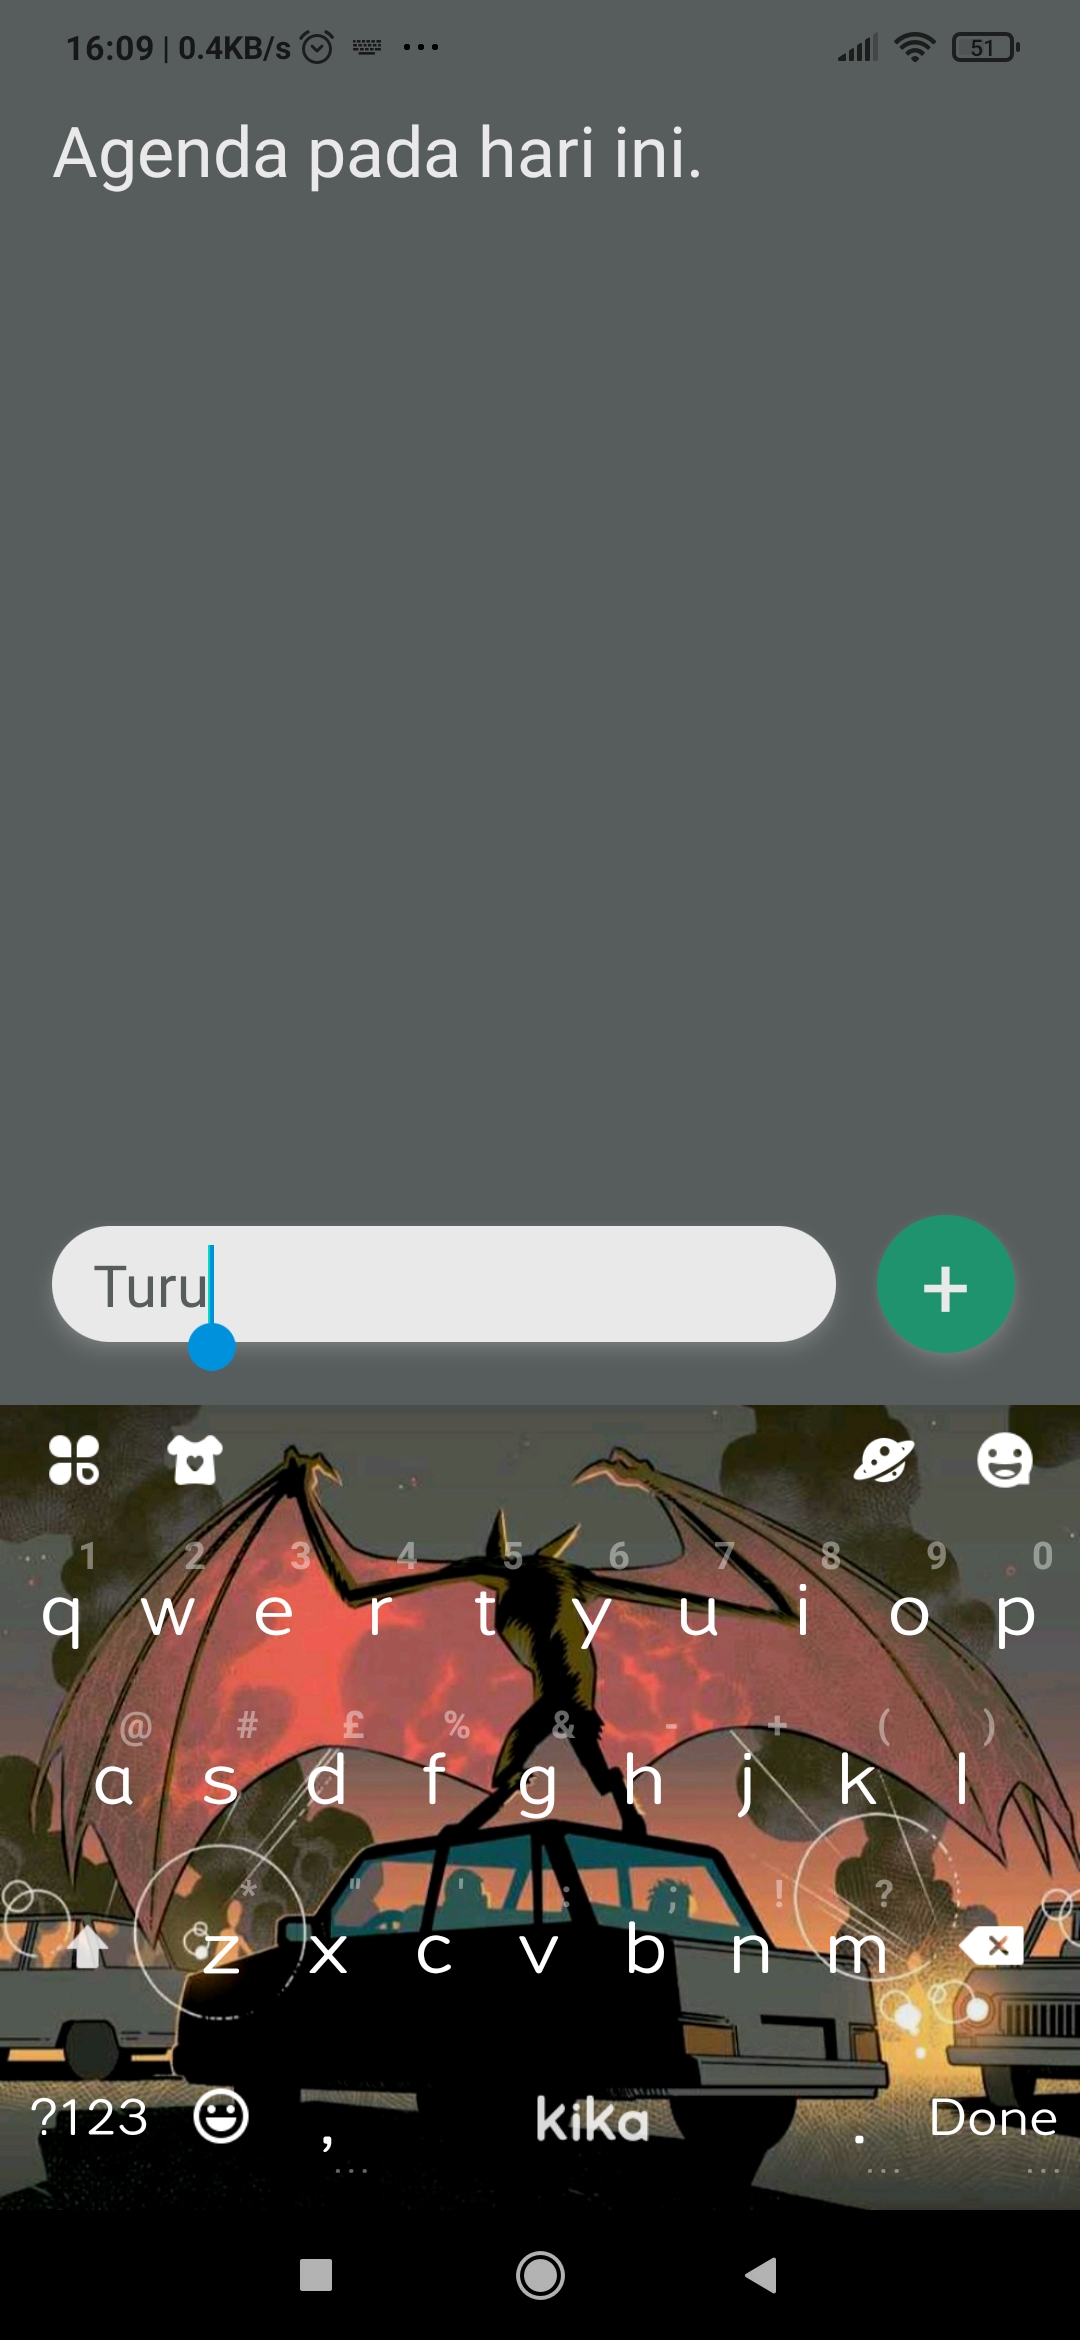 16:09 | 0.4KB/s
51
Agenda pada hari ini.
Turu
+
1 2 3 4 5 6 7 8 9 0
q w e r t y u i o p
@ # £ % & - + ( )
a s d f g h j k l
* " ' : ; ! ?
z x c v b n m
?123 , kika . Done